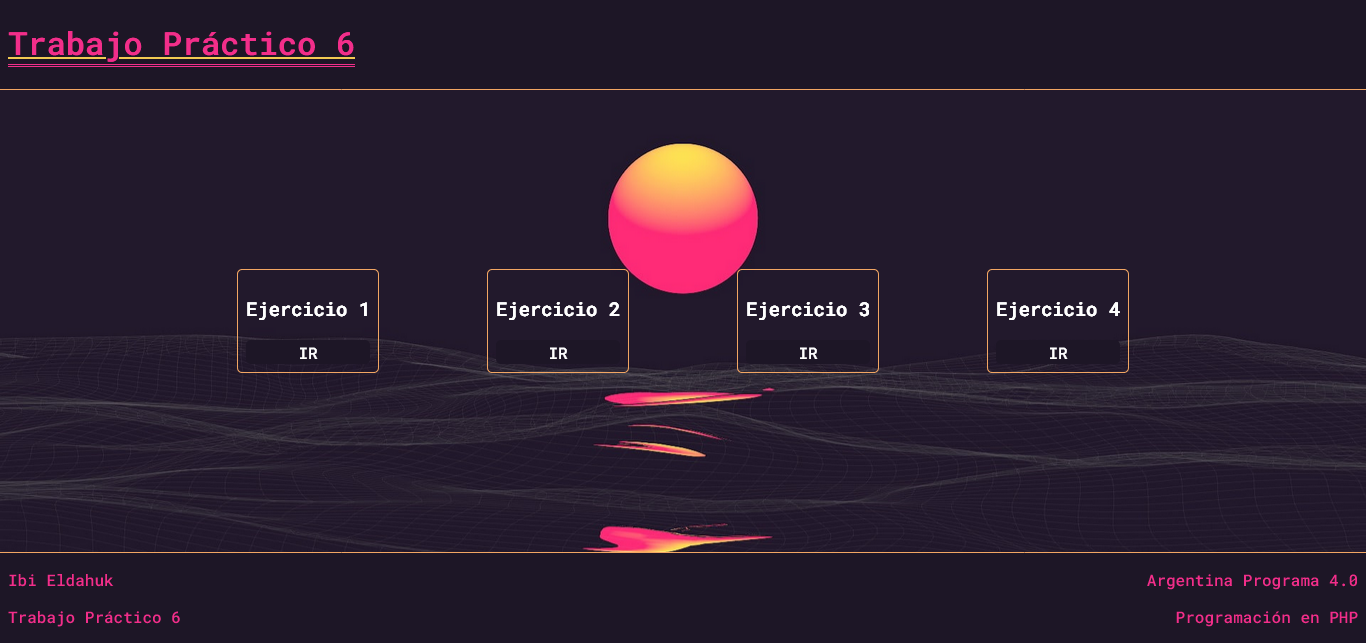 Trabajo Práctico 6
Ejercicio 1
IR
Ejercicio 2
IR
Ejercicio 3
IR
Ejercicio 4
IR
Ibi Eldahuk
Trabajo Práctico 6
Argentina Programa 4.0
Programación en PHP